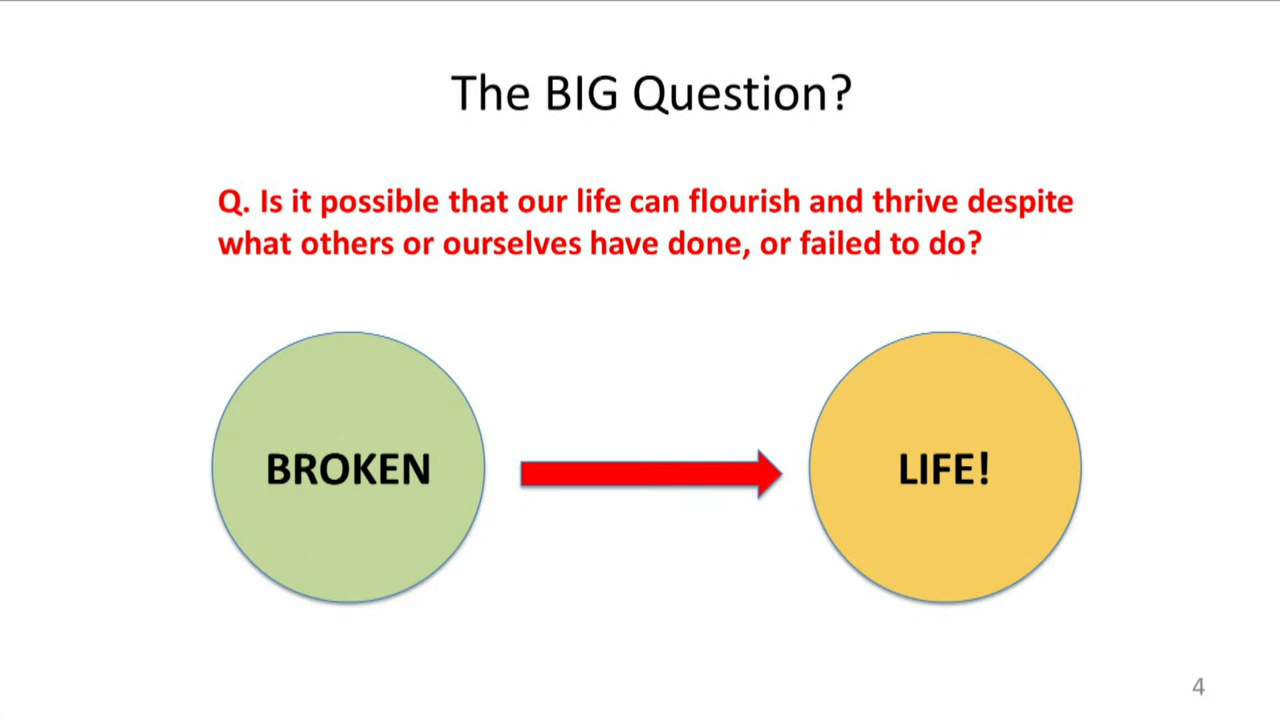 The BIG Question?
Q. Is it possible that our life can flourish and thrive despite
what others or ourselves have done, or failed to do?
BROKEN
LIFE!
4